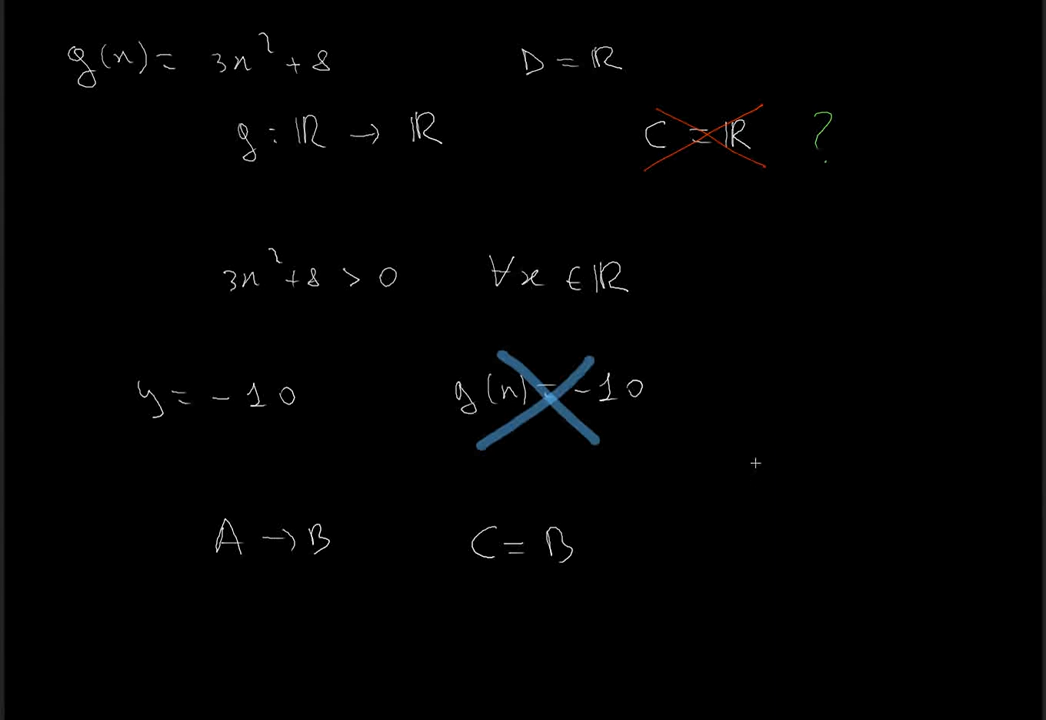 g(x) = 3x² + 8 D = ℝ
g : ℝ → ℝ C = ℝ ?
3x² + 8 > 0 ∀x ∈ ℝ
y = -10 g(x) = -10
A → B C = B